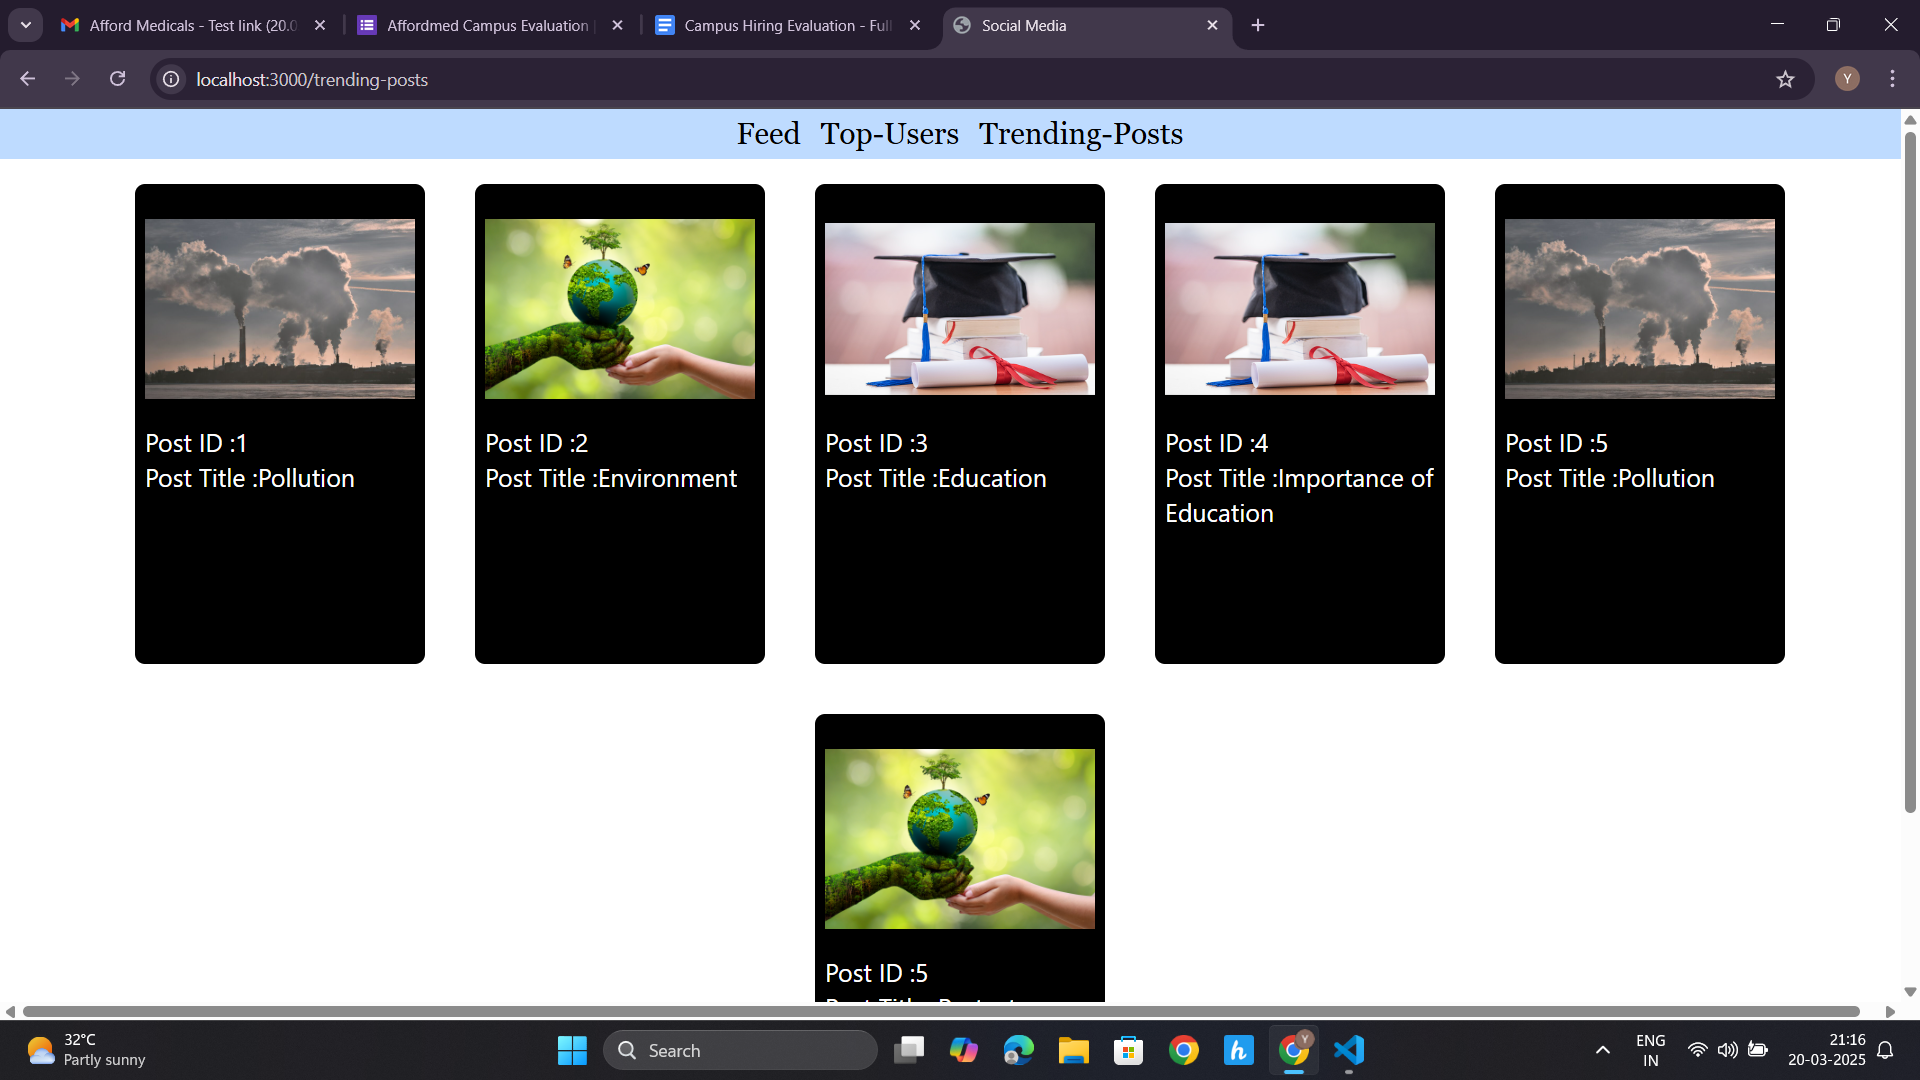 Afford Medicals - Test link (20.0
Affordmed Campus Evaluation
Campus Hiring Evaluation - Full
Social Media
localhost:3000/trending-posts
Y
Feed Top-Users Trending-Posts
Post ID :1
Post Title :Pollution
Post ID :2
Post Title :Environment
Post ID :3
Post Title :Education
Post ID :4
Post Title :Importance of
Education
Post ID :5
Post Title :Pollution
Post ID :5
32°C
Partly sunny
Search
h
Y
ENG
IN
21:16
20-03-2025